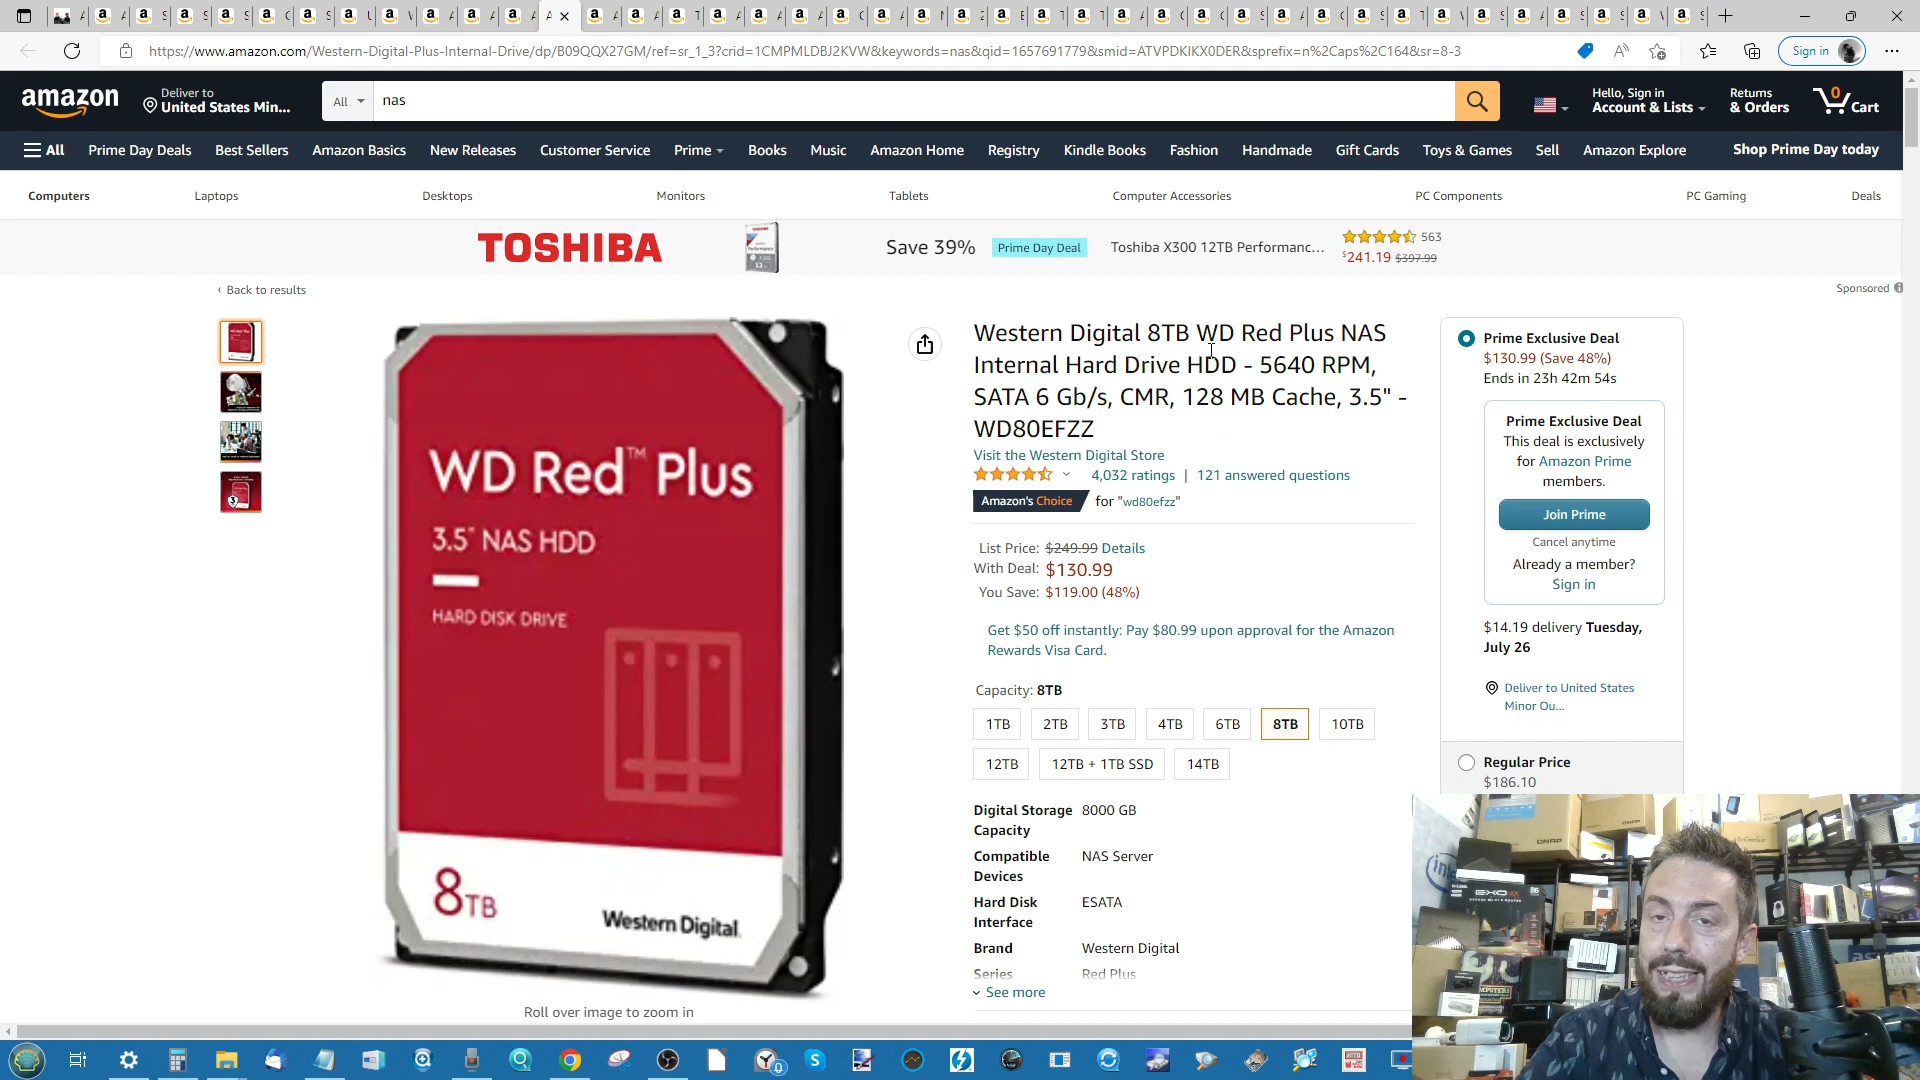 https://www.amazon.com/Western-Digital-Plus-Internal-Drive/dp/B09QQX27GM/ref=sr_1_3?crid=1CMPMLDBJ2KVW&keywords=nas&qid=1657691779&smid=ATVPDKIKX0DER&sprefix=n%2Caps%2C164&sr=8-3
Sign in
amazon
Deliver to
United States Min...
All
nas
Hello, Sign in
Account & Lists
Returns
& Orders
0
Cart
All
Prime Day Deals
Best Sellers
Amazon Basics
New Releases
Customer Service
Prime
Books
Music
Amazon Home
Registry
Kindle Books
Fashion
Handmade
Gift Cards
Toys & Games
Sell
Amazon Explore
Shop Prime Day today
Computers
Laptops
Desktops
Monitors
Tablets
Computer Accessories
PC Components
PC Gaming
Deals
TOSHIBA
Save 39%
Prime Day Deal
Toshiba X300 12TB Performanc...
563
$241.19 $397.99
‹ Back to results
Sponsored
WD Red™ Plus
3.5" NAS HDD
HARD DISK DRIVE
8TB
Western Digital
Roll over image to zoom in
Western Digital 8TB WD Red Plus NAS
Internal Hard Drive HDD - 5640 RPM,
SATA 6 Gb/s, CMR, 128 MB Cache, 3.5" -
WD80EFZZ
Visit the Western Digital Store
4,032 ratings | 121 answered questions
Amazon's Choice for "wd80efzz"
List Price: $249.99 Details
With Deal: $130.99
You Save: $119.00 (48%)
Get $50 off instantly: Pay $80.99 upon approval for the Amazon
Rewards Visa Card.
Capacity: 8TB
1TB
2TB
3TB
4TB
6TB
8TB
10TB
12TB
12TB + 1TB SSD
14TB
Digital Storage 8000 GB
Capacity
Compatible NAS Server
Devices
Hard Disk ESATA
Interface
Brand Western Digital
Series Red Plus
See more
Prime Exclusive Deal
$130.99 (Save 48%)
Ends in 23h 42m 54s
Prime Exclusive Deal
This deal is exclusively
for Amazon Prime
members.
Join Prime
Cancel anytime
Already a member?
Sign in
$14.19 delivery Tuesday,
July 26
Deliver to United States
Minor Ou...
Regular Price
$186.10
QNAP
intel
EXO AX